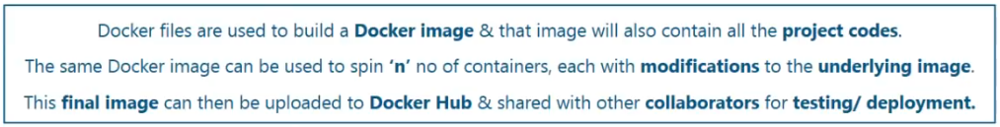 Docker files are used to build a Docker image & that image will also contain all the project codes.
The same Docker image can be used to spin ‘n’ no of containers, each with modifications to the underlying image.
This final image can then be uploaded to Docker Hub & shared with other collaborators for testing/ deployment.